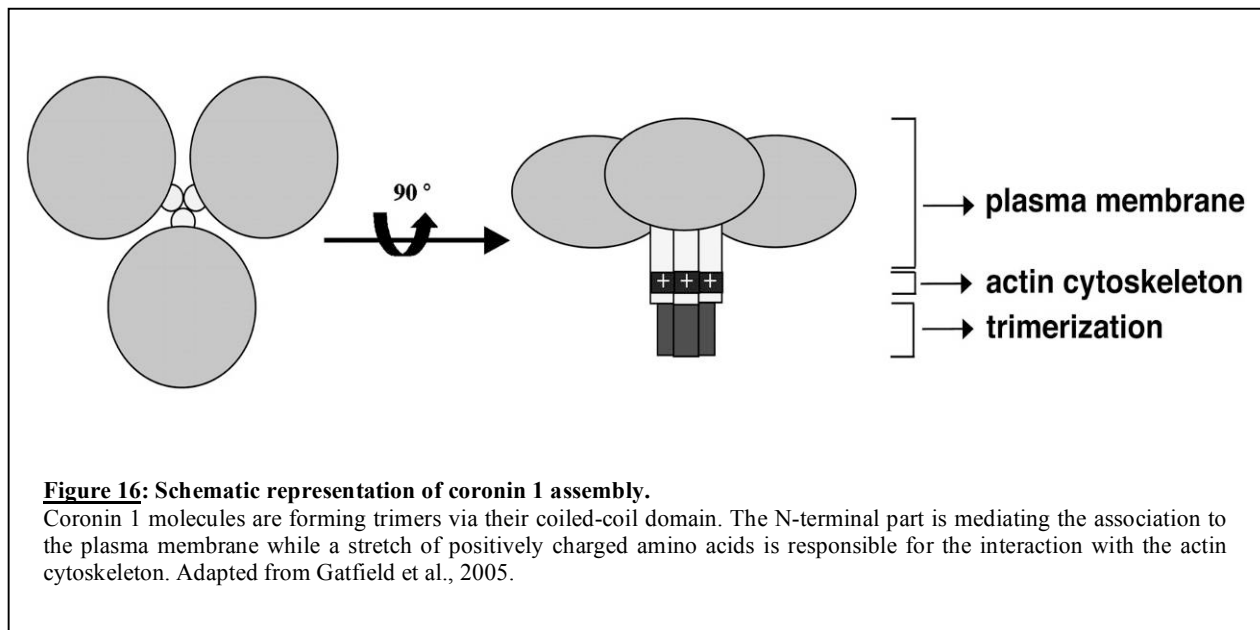 90 °
+ + +
plasma membrane
actin cytoskeleton
trimerization
Figure 16: Schematic representation of coronin 1 assembly.
Coronin 1 molecules are forming trimers via their coiled-coil domain. The N-terminal part is mediating the association to
the plasma membrane while a stretch of positively charged amino acids is responsible for the interaction with the actin
cytoskeleton. Adapted from Gatfield et al., 2005.